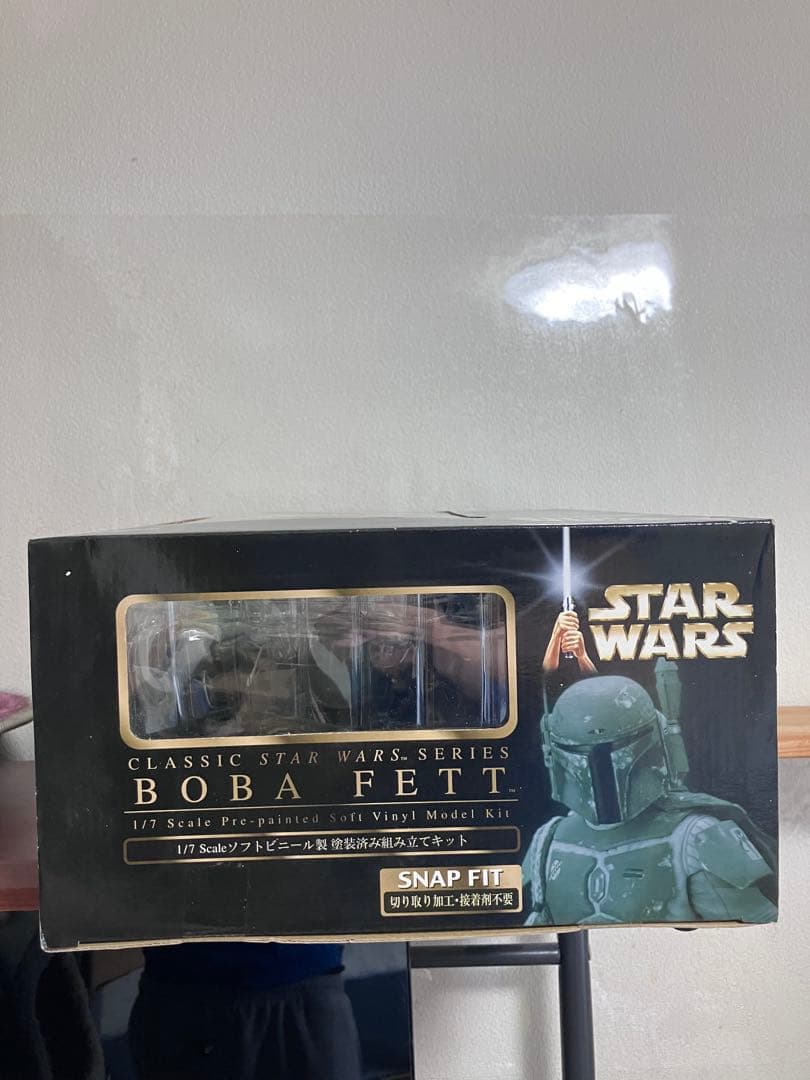 STAR
WARS
CLASSIC STAR WARS™ SERIES
BOBA FETT™
1/7 Scale Pre-painted Soft Vinyl Model Kit
1/7 Scaleソフトビニール製 塗装済み組み立てキット
SNAP FIT
切り取り加工・接着剤不要